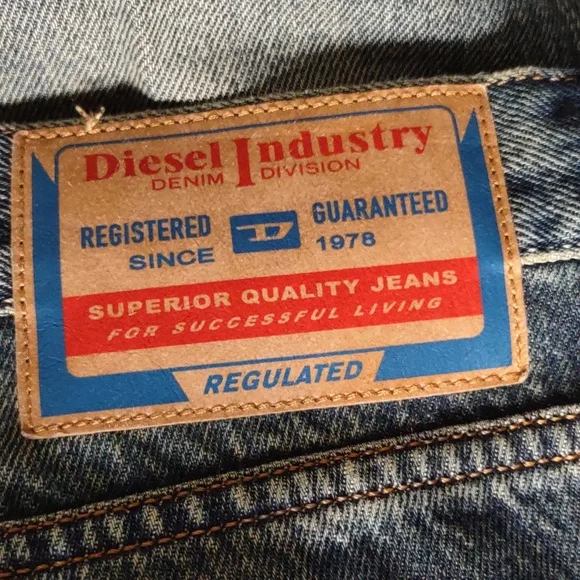 Diesel Industry
DENIM DIVISION
REGISTERED GUARANTEED
SINCE D 1978
SUPERIOR QUALITY JEANS
FOR SUCCESSFUL LIVING
REGULATED